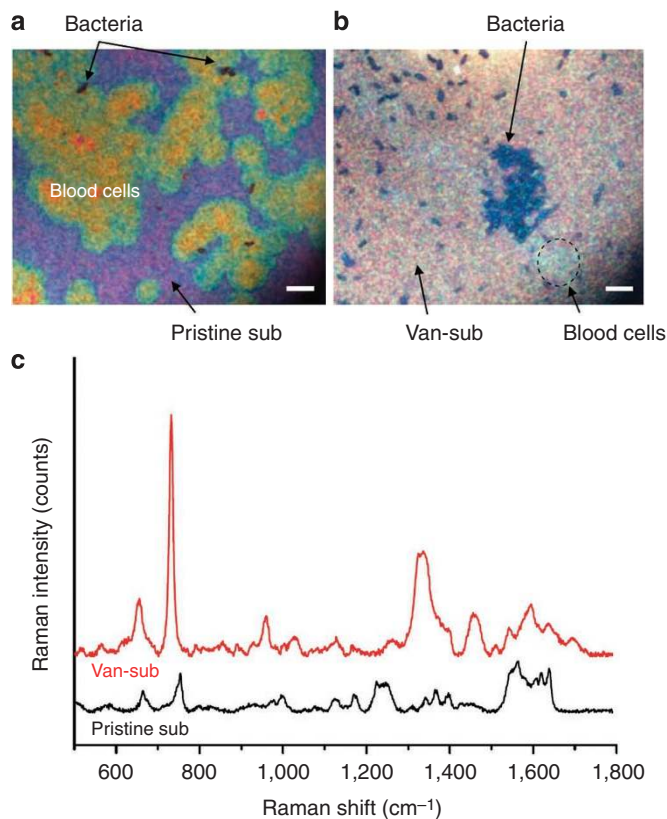 a
Bacteria
Blood cells
Pristine sub
b
Bacteria
Van-sub
Blood cells
c
Raman intensity (counts)
Van-sub
Pristine sub
600 800 1,000 1,200 1,400 1,600 1,800
Raman shift (cm–1)